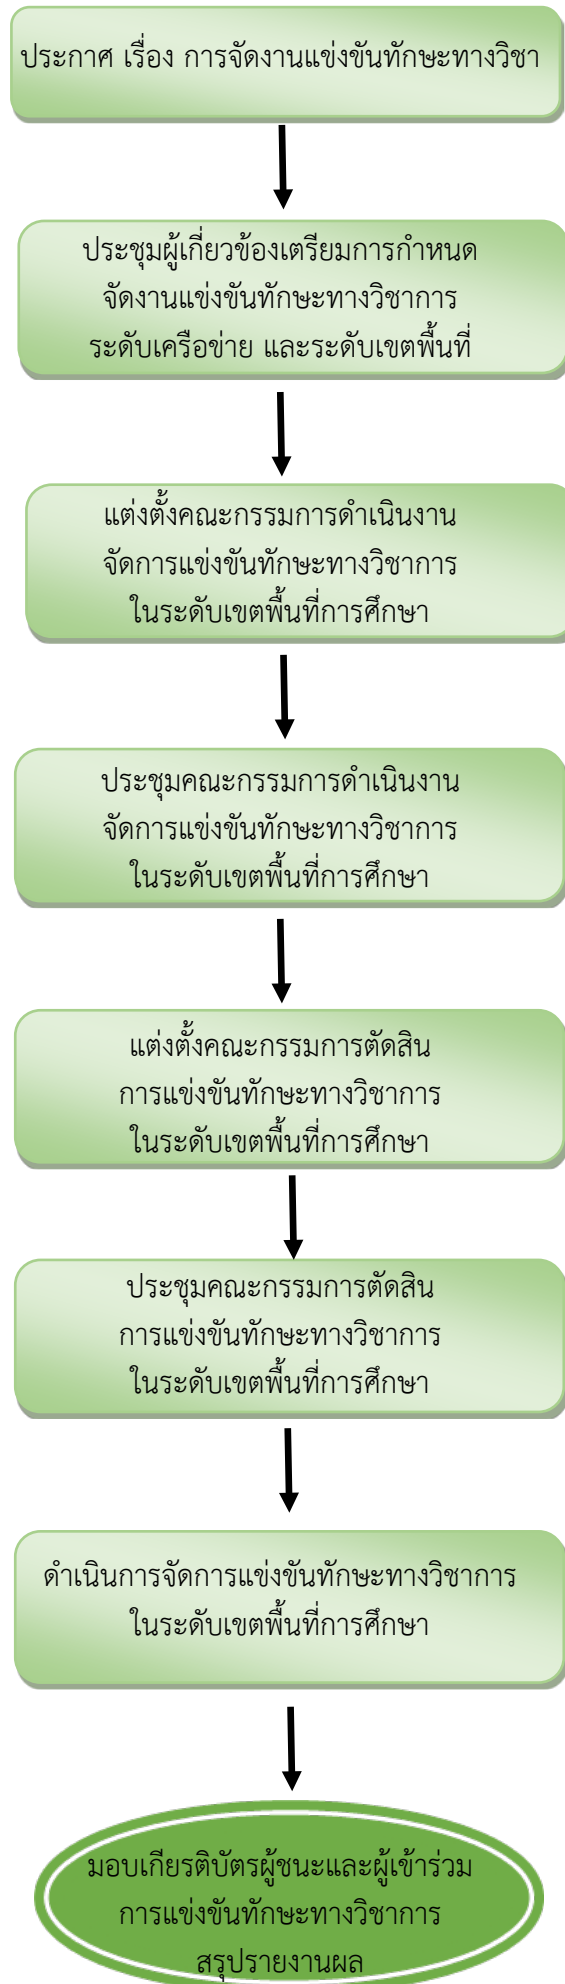 ประกาศ เรื่อง การจัดงานแข่งขันทักษะทางวิชา
ประชุมผู้เกี่ยวข้องเตรียมการกำหนด
จัดงานแข่งขันทักษะทางวิชาการ
ระดับเครือข่าย และระดับเขตพื้นที่
แต่งตั้งคณะกรรมการดำเนินงาน
จัดการแข่งขันทักษะทางวิชาการ
ในระดับเขตพื้นที่การศึกษา
ประชุมคณะกรรมการดำเนินงาน
จัดการแข่งขันทักษะทางวิชาการ
ในระดับเขตพื้นที่การศึกษา
แต่งตั้งคณะกรรมการตัดสิน
การแข่งขันทักษะทางวิชาการ
ในระดับเขตพื้นที่การศึกษา
ประชุมคณะกรรมการตัดสิน
การแข่งขันทักษะทางวิชาการ
ในระดับเขตพื้นที่การศึกษา
ดำเนินการจัดการแข่งขันทักษะทางวิชาการ
ในระดับเขตพื้นที่การศึกษา
มอบเกียรติบัตรผู้ชนะและผู้เข้าร่วม
การแข่งขันทักษะทางวิชาการ
สรุปรายงานผล